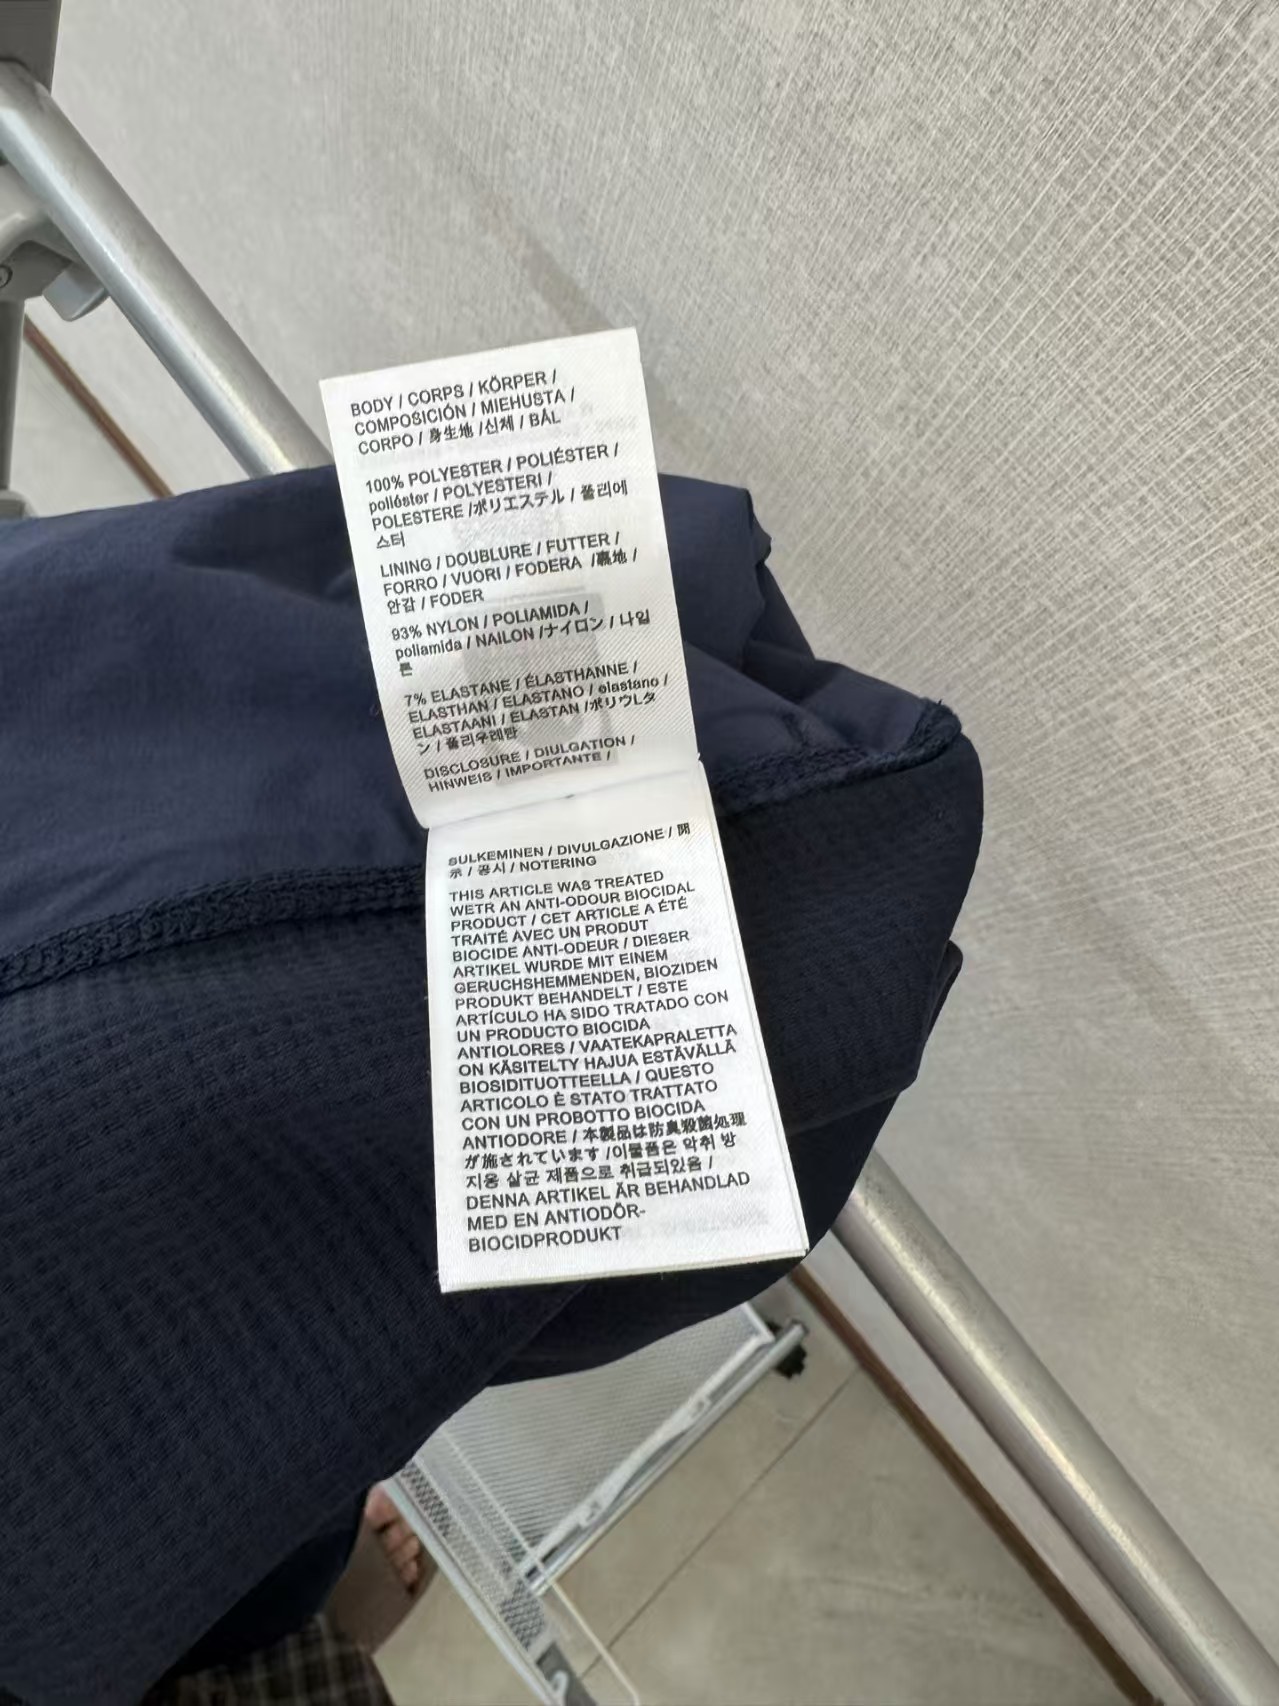 BODY / CORPS / KÖRPER /
COMPOSICIÓN / MIEHUSTA /
CORPO / 身生地 /신체 / BÅL
100% POLYESTER / POLIÉSTER /
poliéster / POLYESTERI /
POLESTERE /ポリエステル / 폴리에
스터
LINING / DOUBLURE / FUTTER /
FORRO / VUORI / FODERA /裏地 /
안감 / FODER
93% NYLON / POLIAMIDA /
poliamida / NAILON /ナイロン / 나일
론
7% ELASTANE / ÉLASTHANNE /
ELASTHAN / ELASTANO / elastano /
ELASTAANI / ELASTAN /ポリウレタ
ン / 폴리우레탄
DISCLOSURE / DIULGATION /
HINWEIS / IMPORTANTE /
SULKEMINEN / DIVULGAZIONE / 開
示 / 공시 / NOTERING
THIS ARTICLE WAS TREATED
WETR AN ANTI-ODOUR BIOCIDAL
PRODUCT / CET ARTICLE A ÉTÉ
TRAITÉ AVEC UN PRODUT
BIOCIDE ANTI-ODEUR / DIESER
ARTIKEL WURDE MIT EINEM
GERUCHSHEMMENDEN, BIOZIDEN
PRODUKT BEHANDELT / ESTE
ARTÍCULO HA SIDO TRATADO CON
UN PRODUCTO BIOCIDA
ANTIOLORES / VAATEKAPRALETTA
ON KÄSITELTY HAJUA ESTÄVÄLLÄ
BIOSIDITUOTTEELLA / QUESTO
ARTICOLO È STATO TRATTATO
CON UN PROBOTTO BIOCIDA
ANTIODORE / 本製品は防臭殺菌処理
が施されています /이물품은 악취 방
지용 살균 제품으로 취급되있음 /
DENNA ARTIKEL ÄR BEHANDLAD
MED EN ANTIODÖR-
BIOCIDPRODUKT